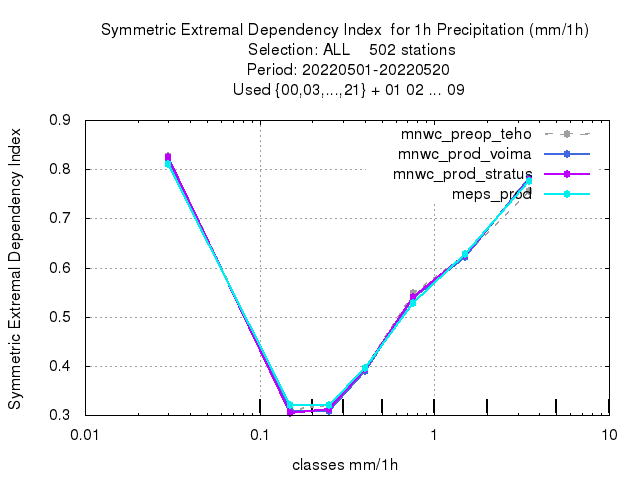 Symmetric Extremal Dependency Index  for 1h Precipitation (mm/1h)
Selection: ALL    502 stations
Period: 20220501-20220520
Used {00,03,...,21} + 01 02 ... 09
mnwc_preop_teho
mnwc_prod_voima
mnwc_prod_stratus
meps_prod
Symmetric Extremal Dependency Index
0.9
0.8
0.7
0.6
0.5
0.4
0.3
0.01
0.1
1
10
classes mm/1h